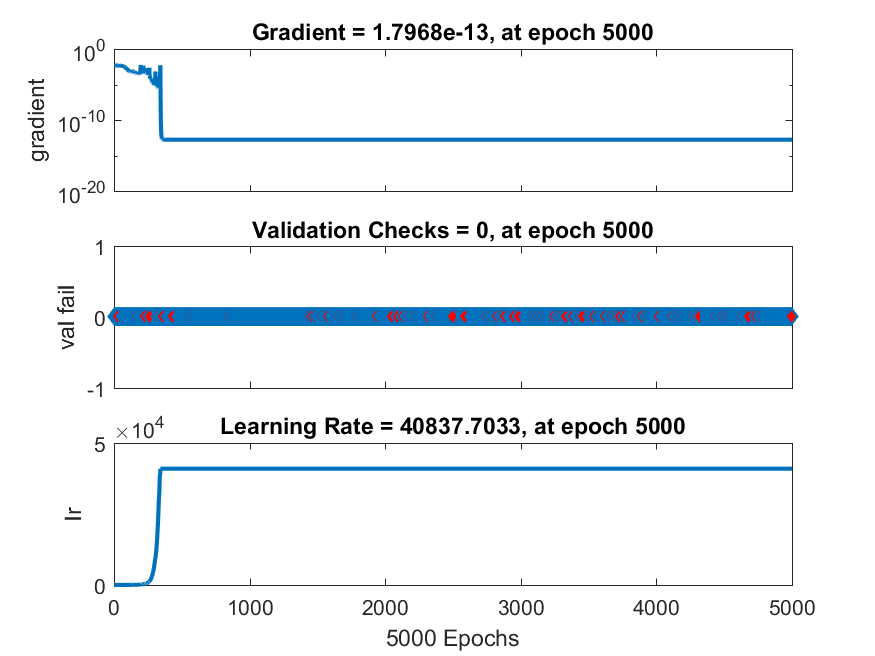 Gradient = 1.7968e-13, at epoch 5000
10^0
10^-10
10^-20
gradient
Validation Checks = 0, at epoch 5000
1
0
-1
val fail
Learning Rate = 40837.7033, at epoch 5000
×10^4
5
0
lr
0 1000 2000 3000 4000 5000
5000 Epochs